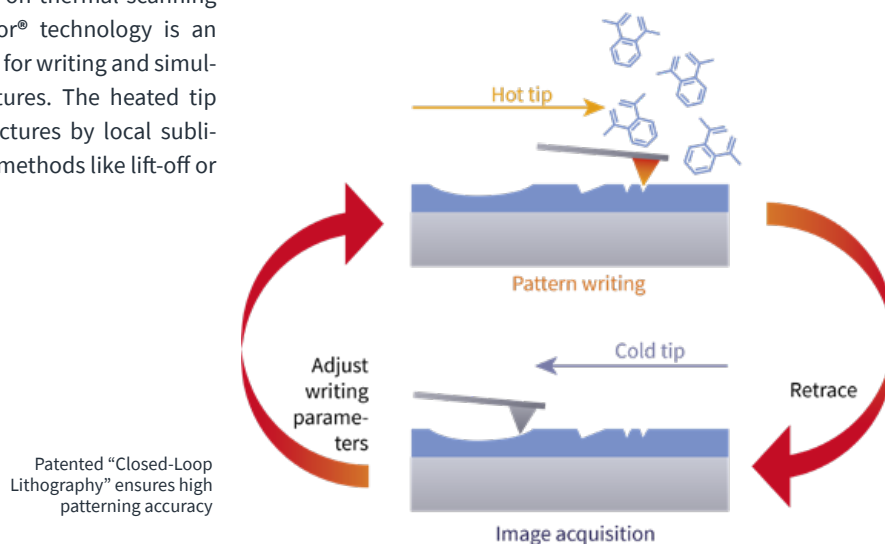 on thermal scanning
or® technology is an
for writing and simul-
tures. The heated tip
ctures by local subli-
methods like lift-off or
Hot tip
Pattern writing
Cold tip
Adjust
writing
parame-
ters
Retrace
Patented “Closed-Loop
Lithography” ensures high
patterning accuracy
Image acquisition